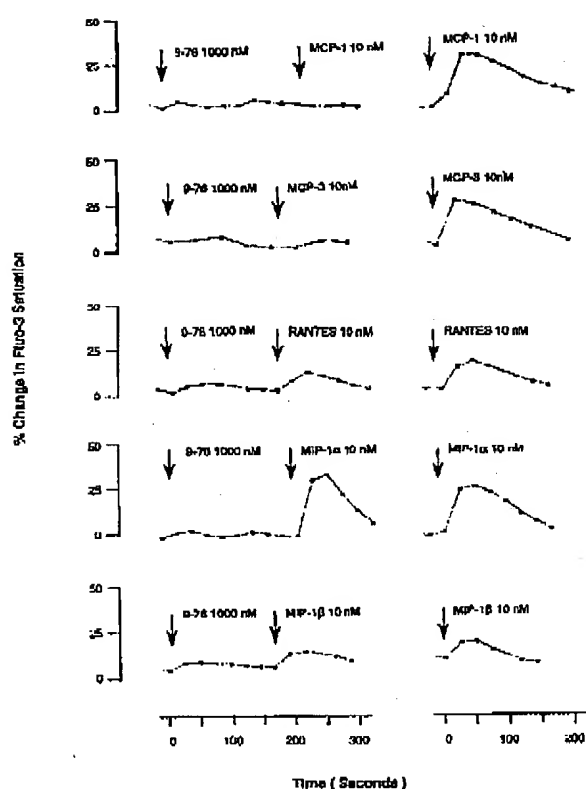 % Change in Fluo-3 Saturation
50
25
0
9-76 1000 nM
MCP-1 10 nM
MCP-1 10 nM
50
25
0
9-76 1000 nM
MCP-3 10nM
MCP-3 10nM
50
25
0
9-76 1000 nM
RANTES 10 nM
RANTES 10 nM
50
25
0
9-76 1000 nM
MIP-1α 10 nM
MIP-1α 10 nM
50
25
0
9-76 1000 nM
MIP-1β 10 nM
MIP-1β 10 nM
0 100 200 300 0 100 200
Time ( Seconds )